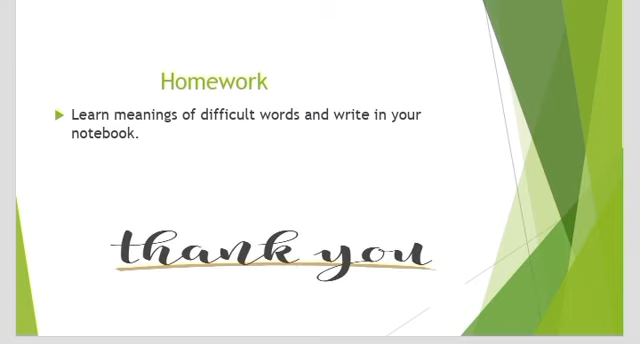 Homework
Learn meanings of difficult words and write in your
notebook.
thank you